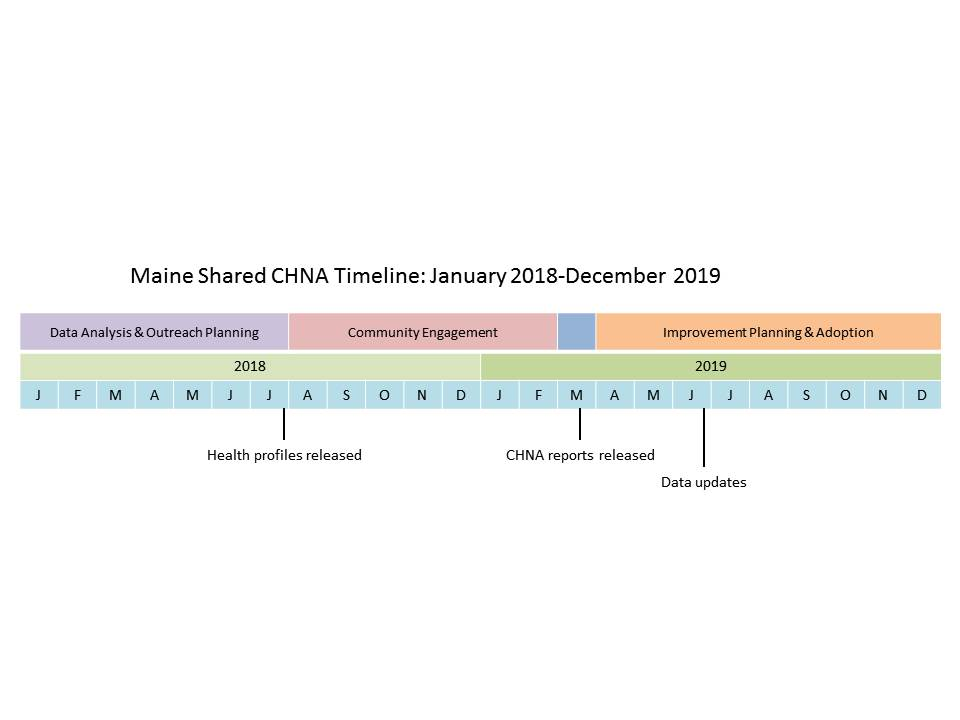 Maine Shared CHNA Timeline: January 2018-December 2019
Data Analysis & Outreach Planning Community Engagement Improvement Planning & Adoption
2018 2019
J F M A M J J A S O N D J F M A M J J A S O N D
Health profiles released CHNA reports released
Data updates